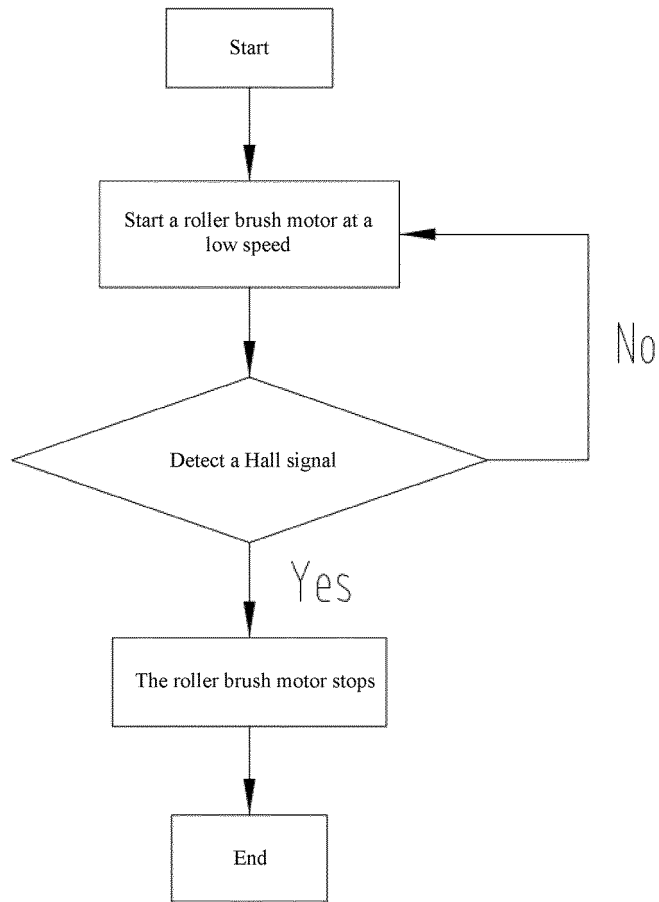 Start
Start a roller brush motor at a
low speed
No
Detect a Hall signal
Yes
The roller brush motor stops
End